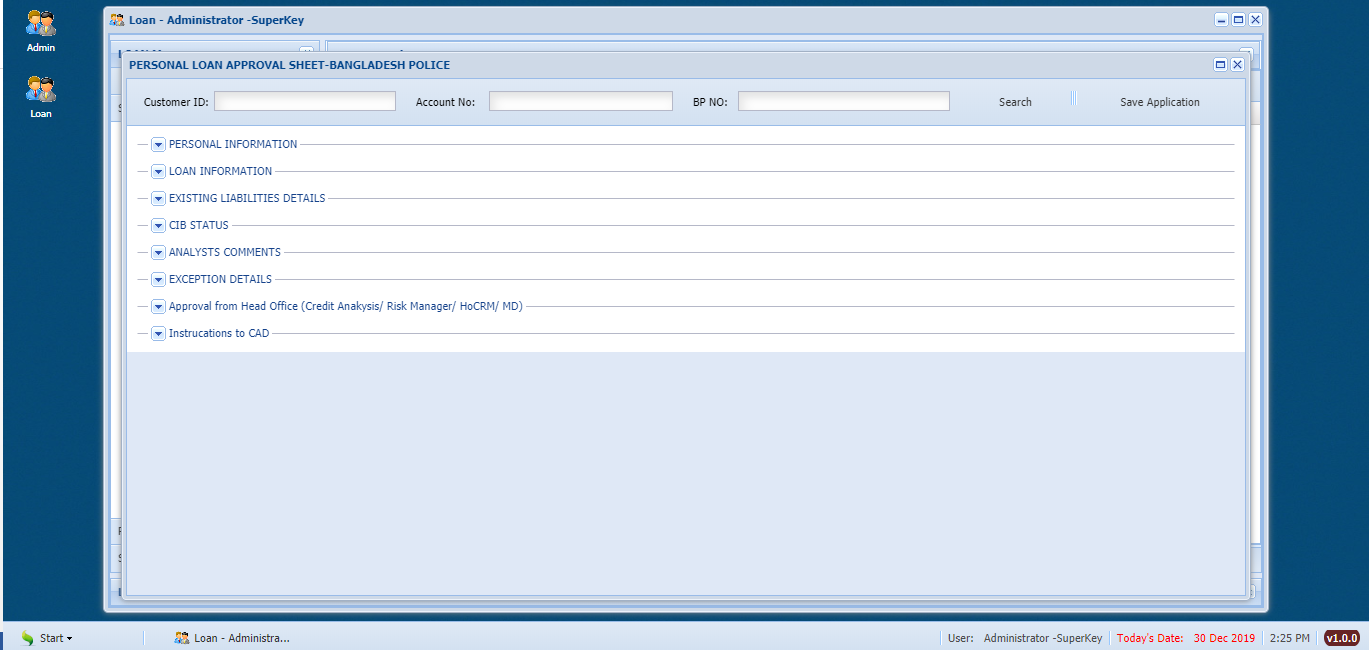 Admin
Loan
Loan - Administrator -SuperKey
PERSONAL LOAN APPROVAL SHEET-BANGLADESH POLICE
Customer ID: Account No: BP NO: Search Save Application
PERSONAL INFORMATION
LOAN INFORMATION
EXISTING LIABILITIES DETAILS
CIB STATUS
ANALYSTS COMMENTS
EXCEPTION DETAILS
Approval from Head Office (Credit Anakysis/ Risk Manager/ HoCRM/ MD)
Instrucations to CAD
Start Loan - Administra... User: Administrator -SuperKey Today's Date: 30 Dec 2019 2:25 PM v1.0.0